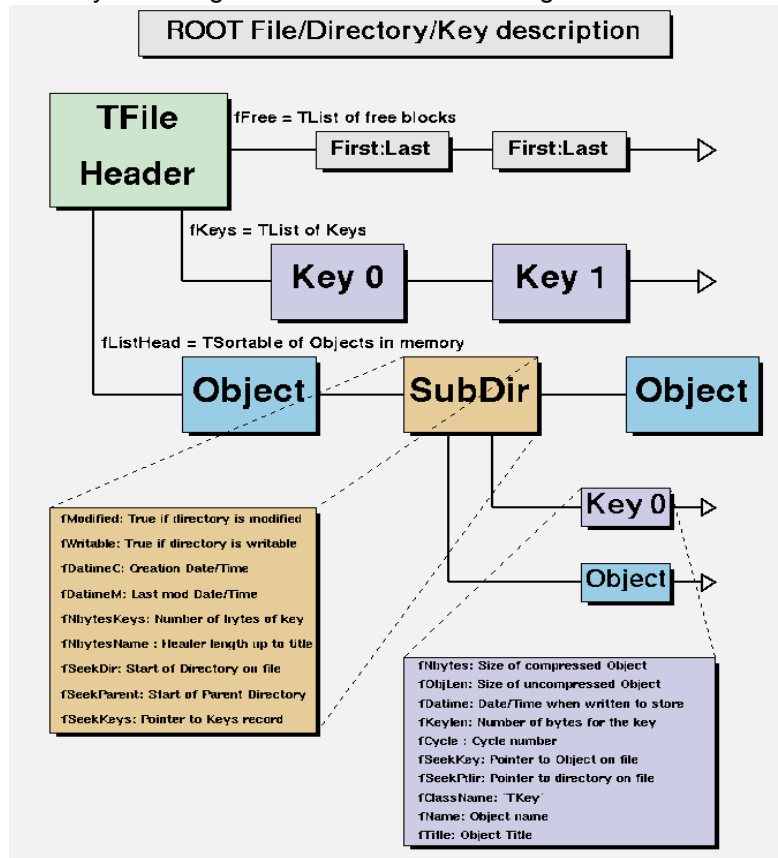 ROOT File/Directory/Key description
TFile
Header
fFree = TList of free blocks
First:Last
First:Last
fKeys = TList of Keys
Key 0
Key 1
fListHead = TSortable of Objects in memory
Object
SubDir
Object
Key 0
Object
fModified: True if directory is modified
fWritable: True if directory is writable
fDatimeC: Creation Date/Time
fDatimeM: Last mod Date/Time
fNbytesKeys: Number of bytes of key
fNbytesName : Header length up to title
fSeekDir: Start of Directory on file
fSeekParent: Start of Parent Directory
fSeekKeys: Pointer to Keys record
fNbytes: Size of compressed Object
fObjLen: Size of uncompressed Object
fDatime: Date/Time when written to store
fKeylen: Number of bytes for the key
fCycle : Cycle number
fSeekKey: Pointer to Object on file
fSeekPdir: Pointer to directory on file
fClassName: 'TKey'
fName: Object name
fTitle: Object Title